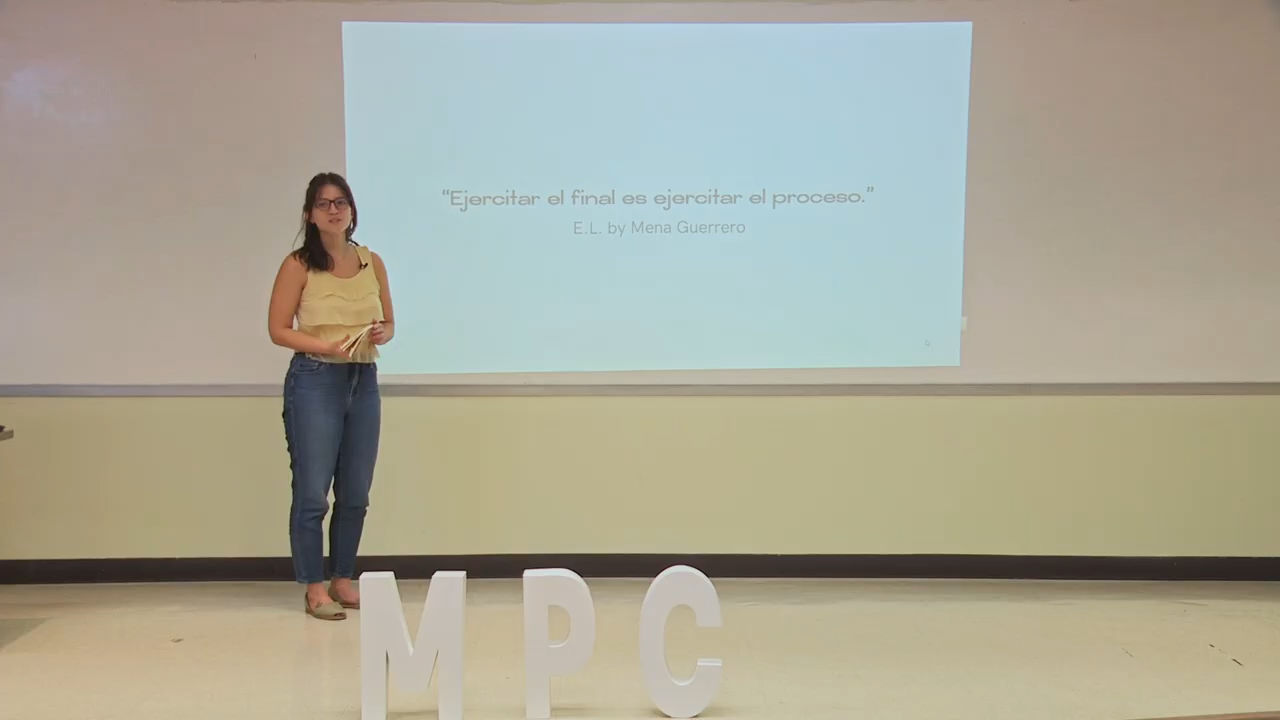 “Ejercitar el final es ejercitar el proceso.”
E.L. by Mena Guerrero
MPC